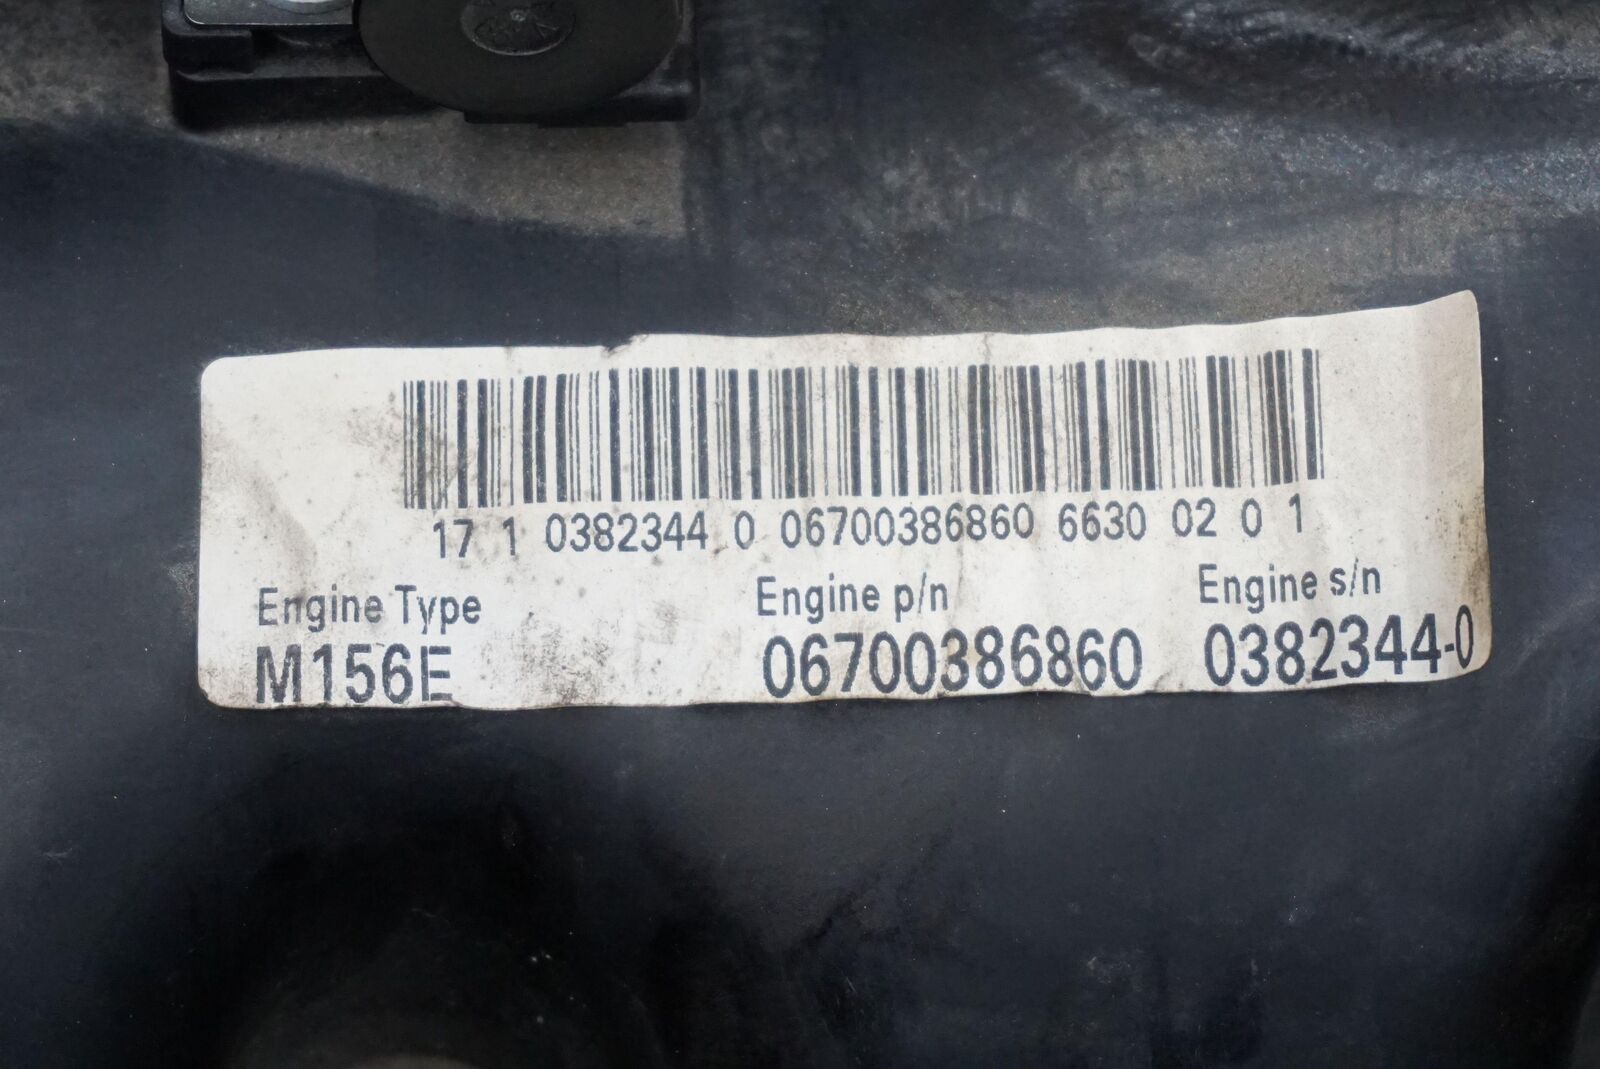 17 1 0382344 0 06700386860 6630 02 0 1
Engine Type Engine p/n Engine s/n
M156E 06700386860 0382344-0